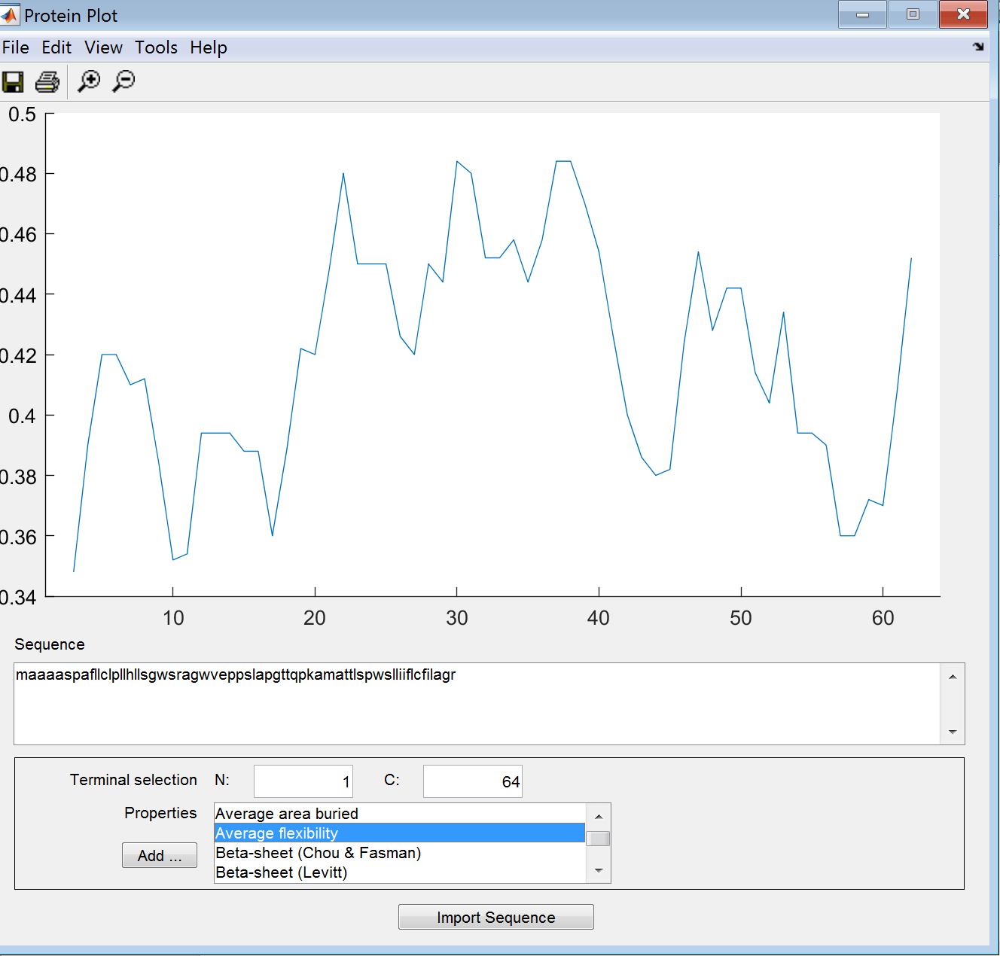 Protein Plot
File Edit View Tools Help
0.5
0.48
0.46
0.44
0.42
0.4
0.38
0.36
0.34
10 20 30 40 50 60
Sequence
maaaaspafllclpllhllsgwsragwveppslapgttqpkamattlspwslliiflcfilagr
Terminal selection N: 1 C: 64
Properties
Average area buried
Average flexibility
Add ...
Beta-sheet (Chou & Fasman)
Beta-sheet (Levitt)
Import Sequence